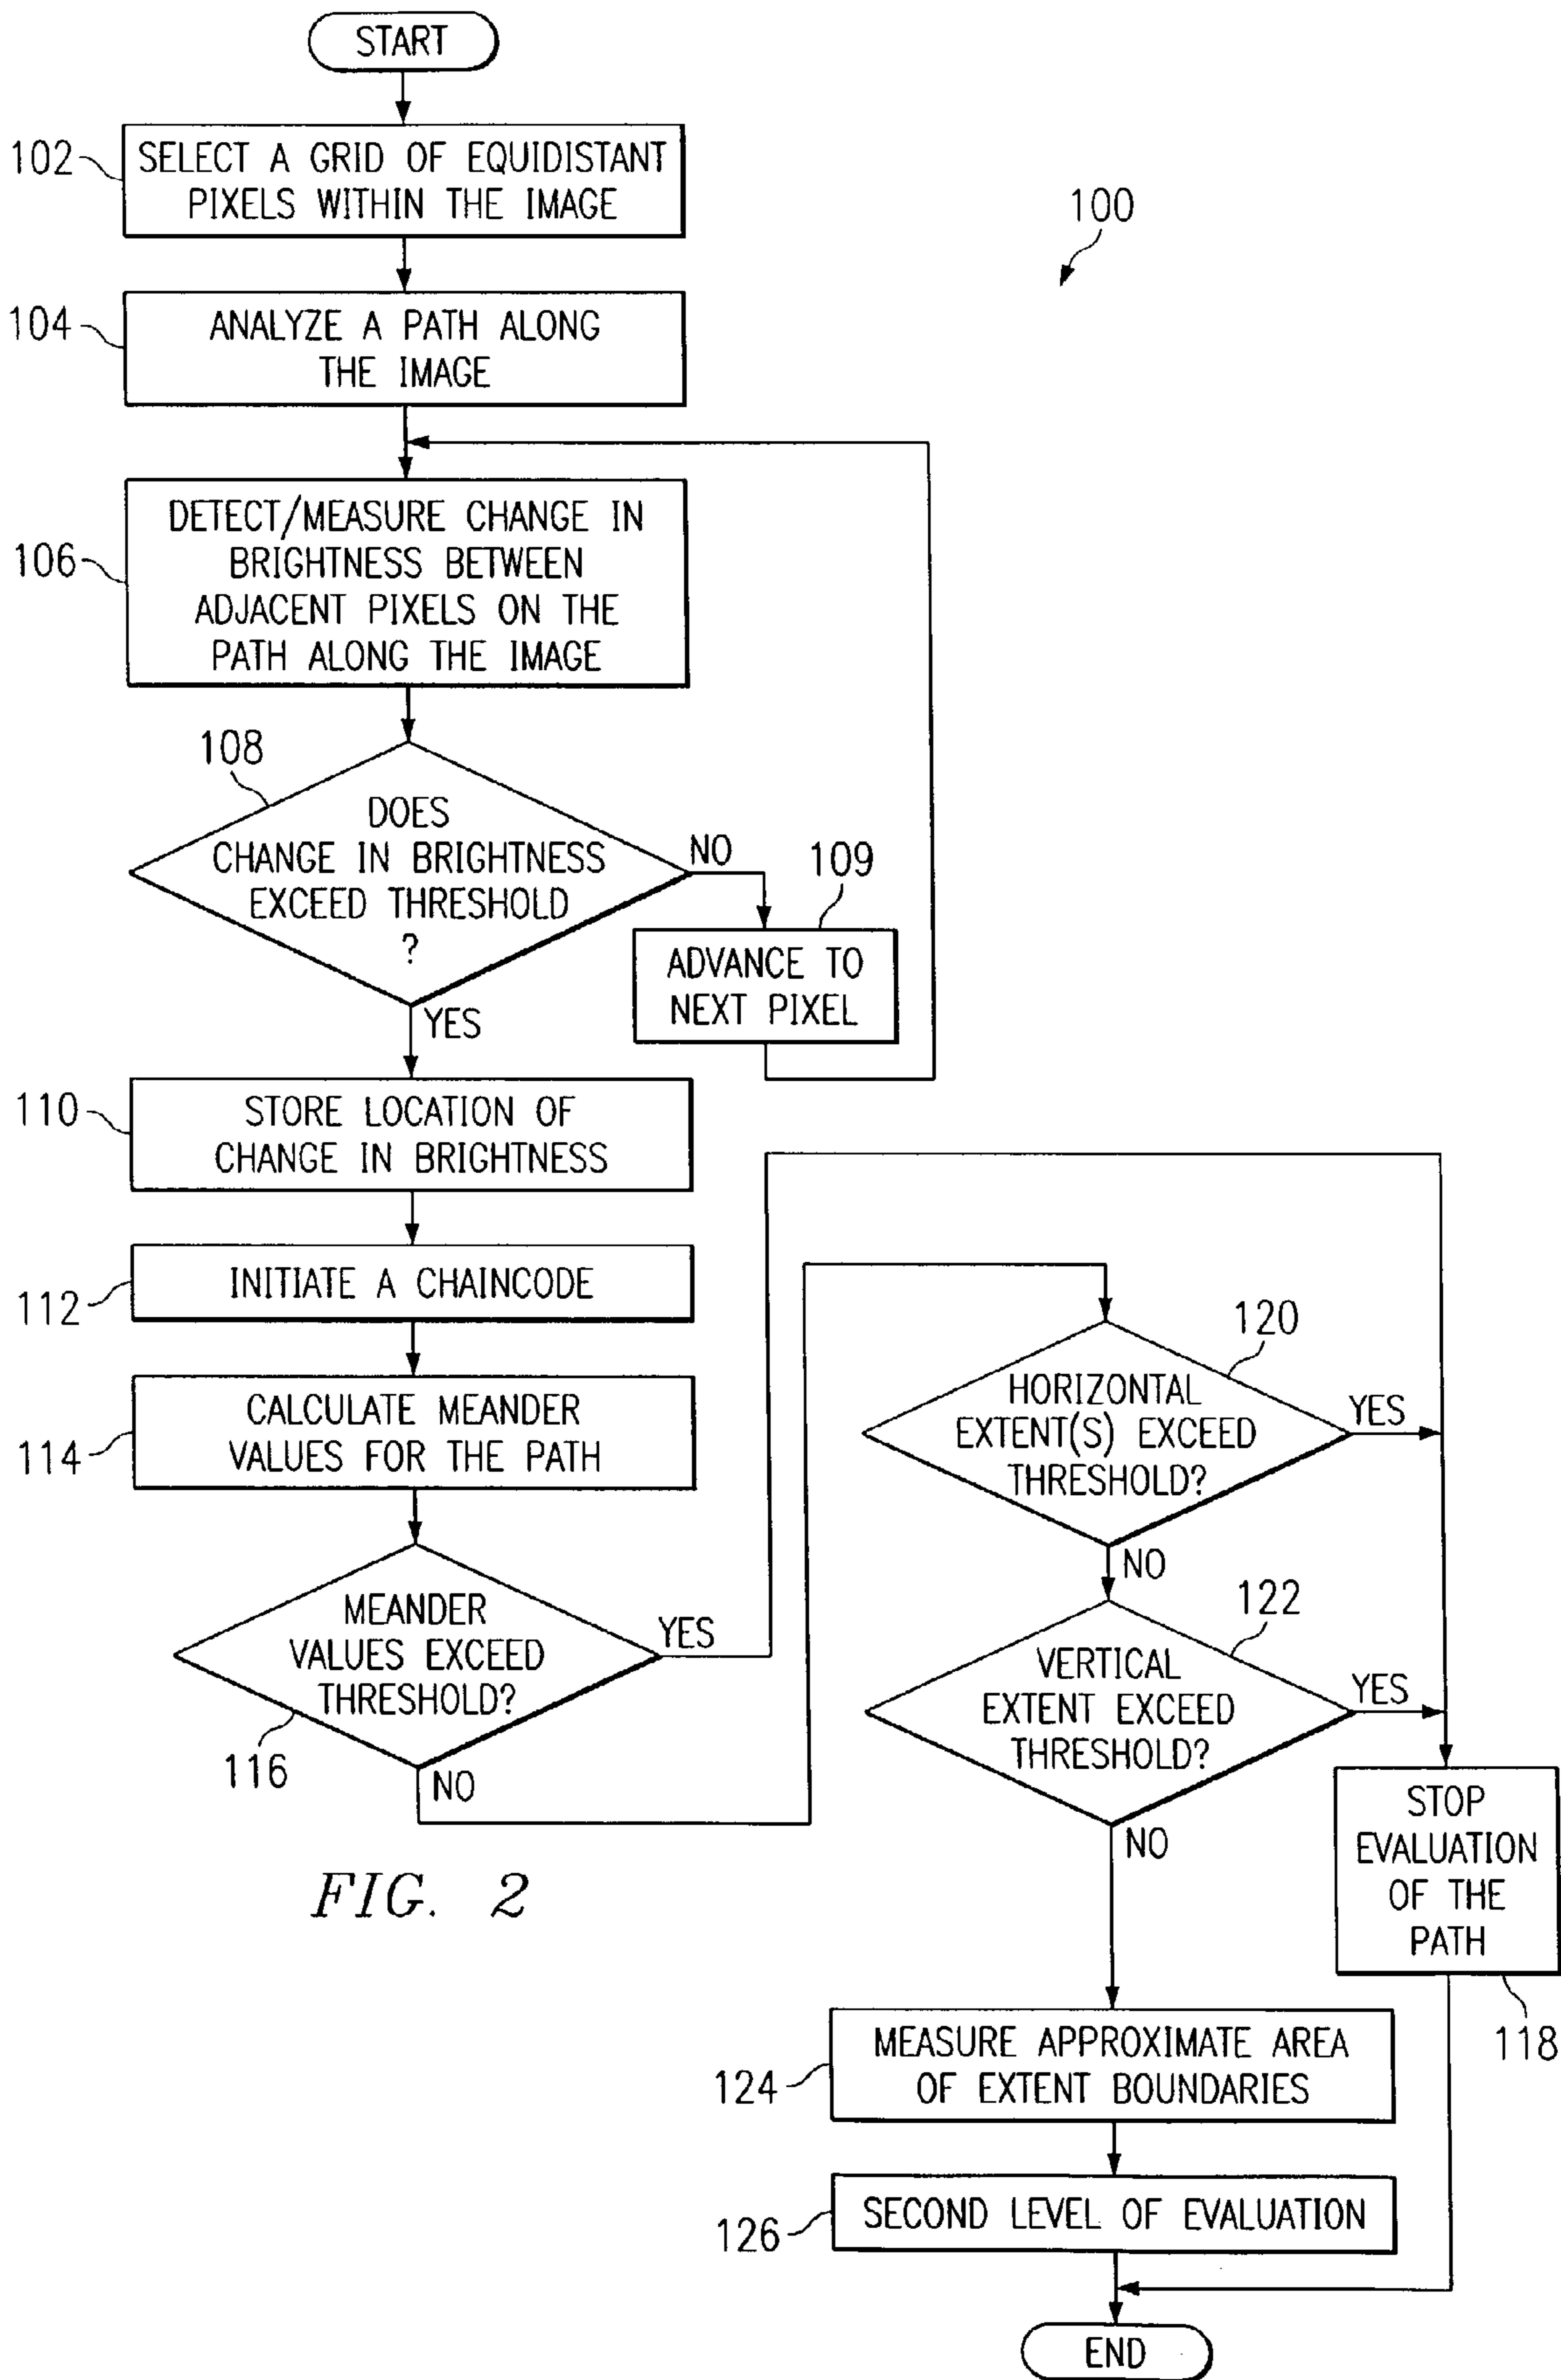 START
102
SELECT A GRID OF EQUIDISTANT
PIXELS WITHIN THE IMAGE
100
104
ANALYZE A PATH ALONG
THE IMAGE
106
DETECT/MEASURE CHANGE IN
BRIGHTNESS BETWEEN
ADJACENT PIXELS ON THE
PATH ALONG THE IMAGE
108
DOES
CHANGE IN BRIGHTNESS
EXCEED THRESHOLD
?
NO
109
ADVANCE TO
NEXT PIXEL
YES
110
STORE LOCATION OF
CHANGE IN BRIGHTNESS
112
INITIATE A CHAINCODE
114
CALCULATE MEANDER
VALUES FOR THE PATH
MEANDER
VALUES EXCEED
THRESHOLD?
YES
116
NO
120
HORIZONTAL
EXTENT(S) EXCEED
THRESHOLD?
YES
NO
122
VERTICAL
EXTENT EXCEED
THRESHOLD?
YES
NO
STOP
EVALUATION
OF THE
PATH
118
FIG. 2
124
MEASURE APPROXIMATE AREA
OF EXTENT BOUNDARIES
126
SECOND LEVEL OF EVALUATION
END